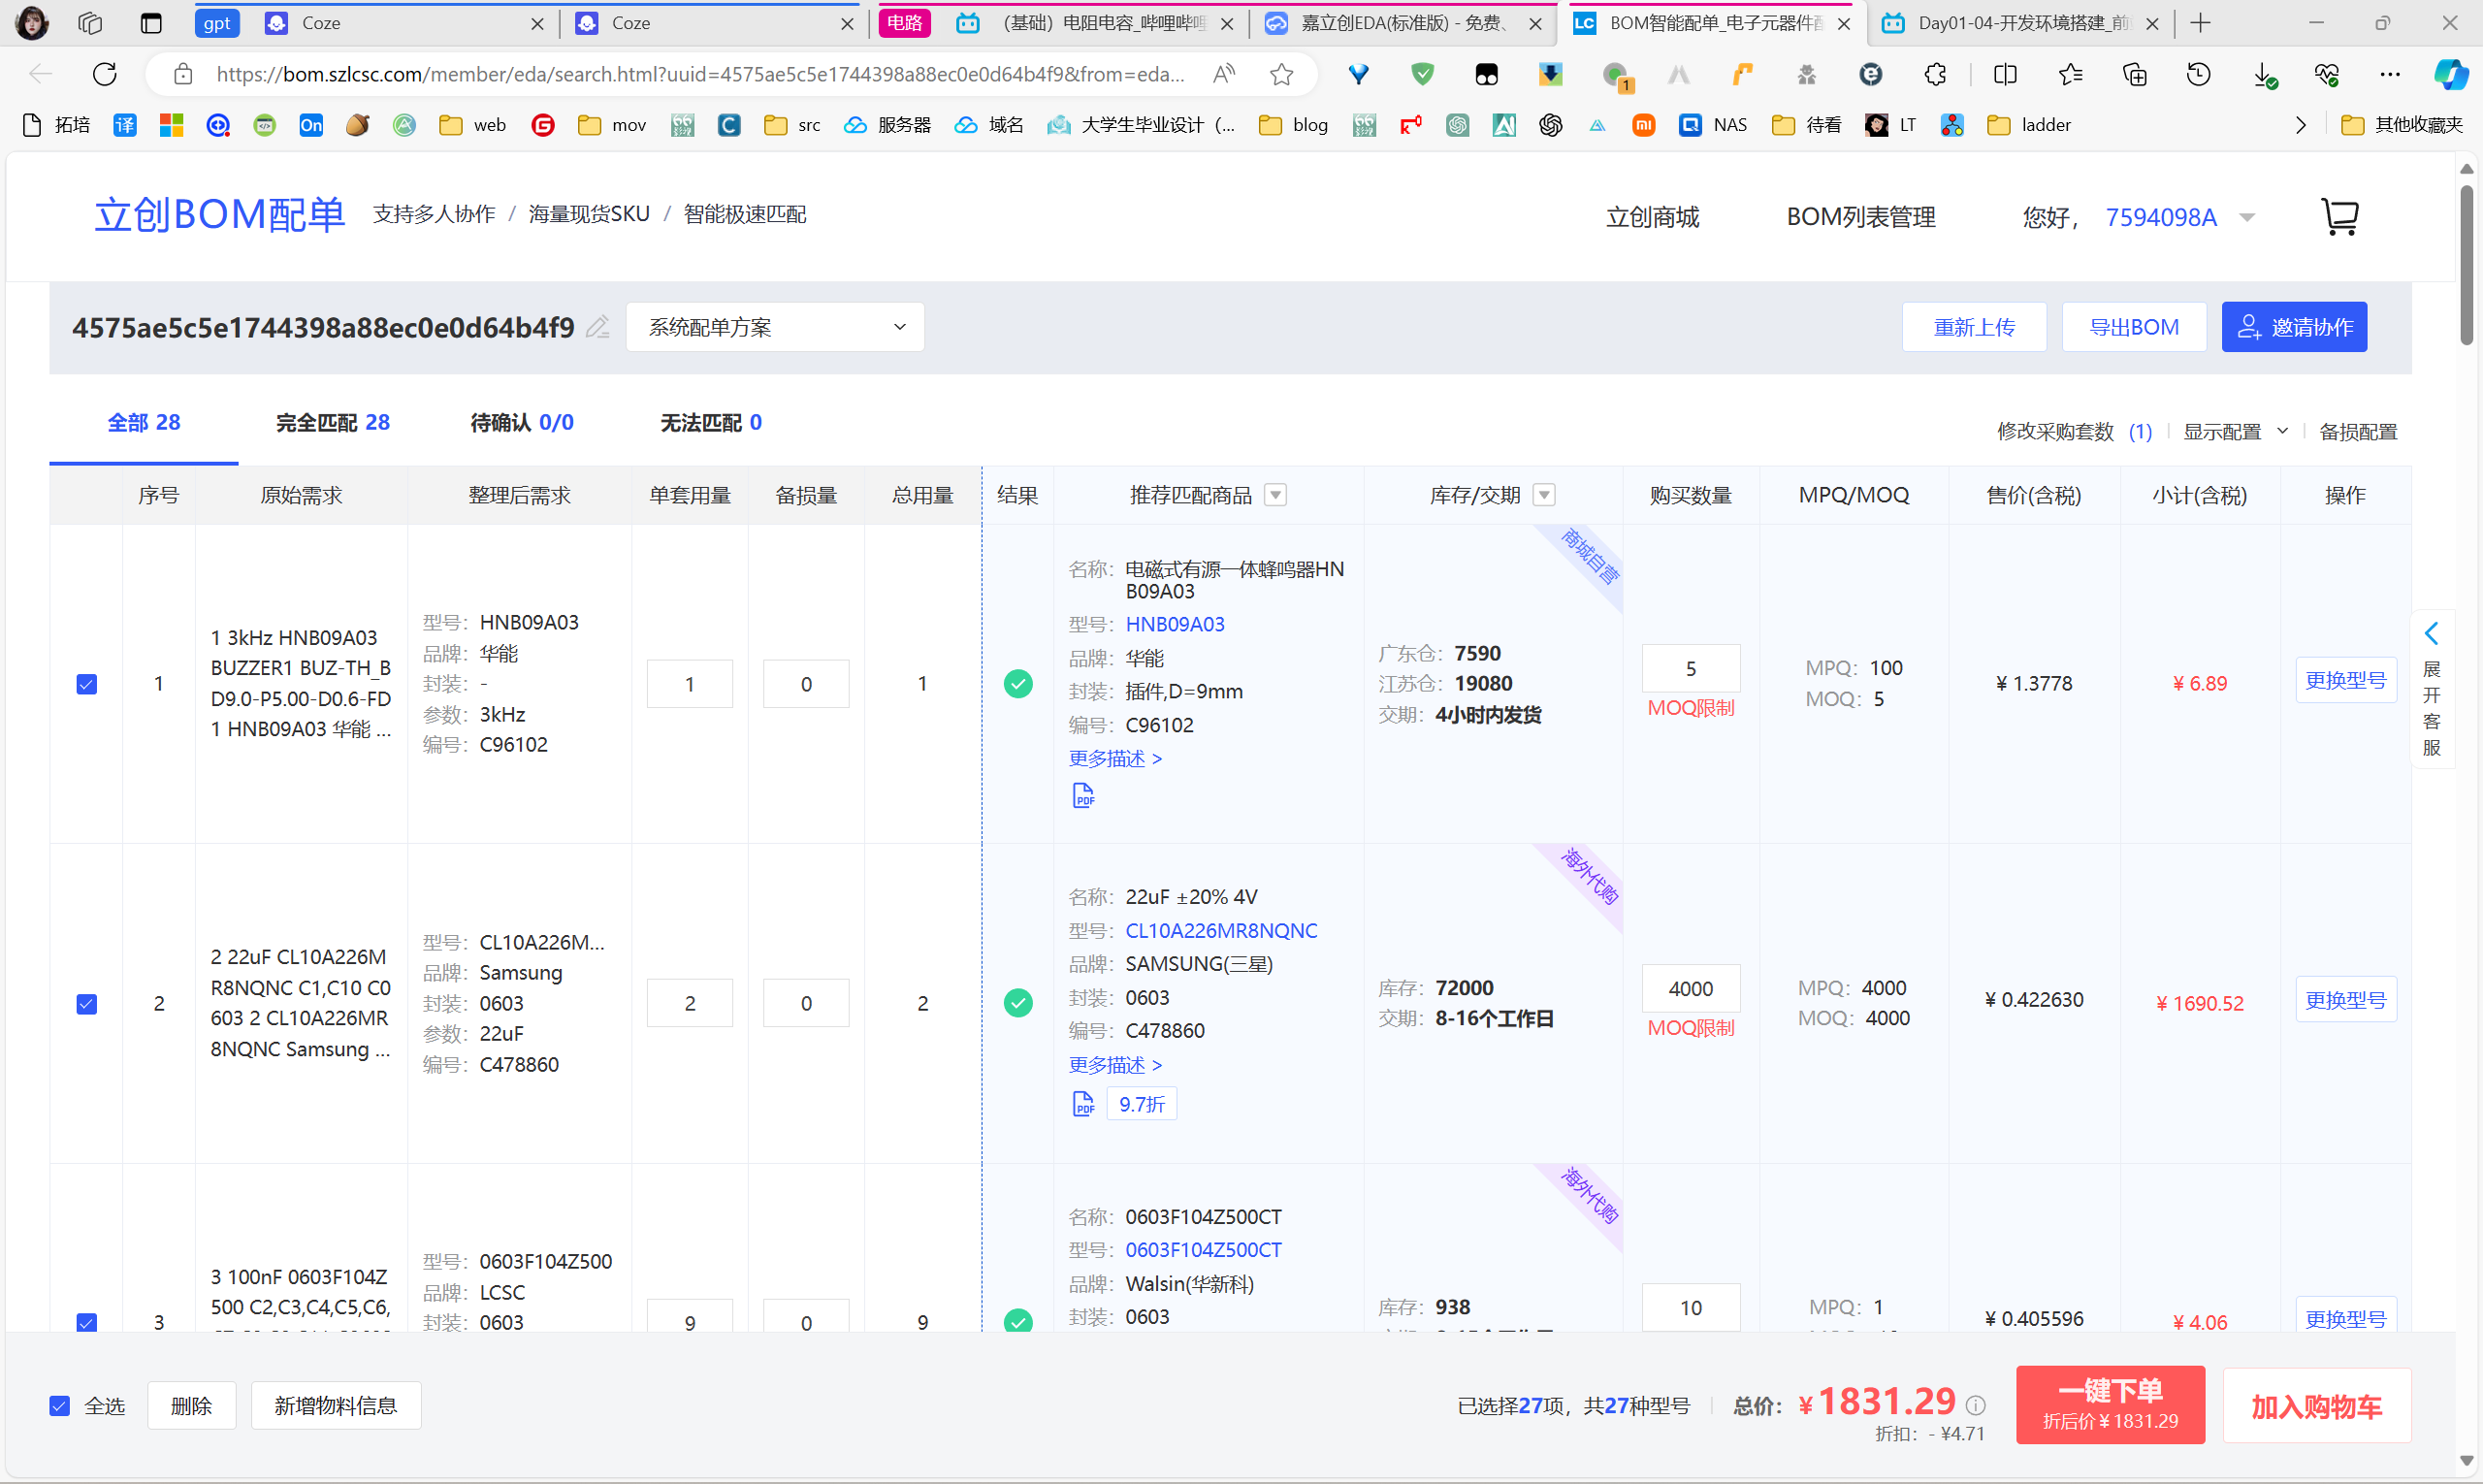 gpt
Coze
Coze
电路
(基础) 电阻电容_哔哩哔哩
嘉立创EDA(标准版) - 免费、
LC BOM智能配单_电子元器件配
Day01-04-开发环境搭建_前
https://bom.szlcsc.com/member/eda/search.html?uuid=4575ae5c5e1744398a88ec0e0d64b4f9&from=eda...
拓培 译 On web mov src 服务器 域名 大学生毕业设计 (... blog NAS 待看 LT ladder 其他收藏夹
立创BOM配单 支持多人协作 / 海量现货SKU / 智能极速匹配
立创商城 BOM列表管理 您好, 7594098A
4575ae5c5e1744398a88ec0e0d64b4f9 系统配单方案
重新上传 导出BOM 邀请协作
全部 28 完全匹配 28 待确认 0/0 无法匹配 0
修改采购套数 (1) 显示配置 备损配置
序号 原始需求 整理后需求 单套用量 备损量 总用量 结果 推荐匹配商品 库存/交期 购买数量 MPQ/MOQ 售价(含税) 小计(含税) 操作
1
1 3kHz HNB09A03
BUZZER1 BUZ-TH_B
D9.0-P5.00-D0.6-FD
1 HNB09A03 华能 ...
型号: HNB09A03
品牌: 华能
封装: -
参数: 3kHz
编号: C96102
1
0
1
名称: 电磁式有源一体蜂鸣器HN
B09A03
型号: HNB09A03
品牌: 华能
封装: 插件,D=9mm
编号: C96102
更多描述 >
PDF
商城自营
广东仓: 7590
江苏仓: 19080
交期: 4小时内发货
5
MOQ限制
MPQ: 100
MOQ: 5
¥ 1.3778
¥ 6.89
更换型号
2
2 22uF CL10A226M
R8NQNC C1,C10 C0
603 2 CL10A226MR
8NQNC Samsung ...
型号: CL10A226M...
品牌: Samsung
封装: 0603
参数: 22uF
编号: C478860
2
0
2
名称: 22uF ±20% 4V
型号: CL10A226MR8NQNC
品牌: SAMSUNG(三星)
封装: 0603
编号: C478860
更多描述 >
PDF 9.7折
海外代购
库存: 72000
交期: 8-16个工作日
4000
MOQ限制
MPQ: 4000
MOQ: 4000
¥ 0.422630
¥ 1690.52
更换型号
3
3 100nF 0603F104Z
500 C2,C3,C4,C5,C6,
型号: 0603F104Z500
品牌: LCSC
封装: 0603
9
0
9
名称: 0603F104Z500CT
型号: 0603F104Z500CT
品牌: Walsin(华新科)
封装: 0603
海外代购
库存: 938
10
MPQ: 1
¥ 0.405596
¥ 4.06
更换型号
展
开
客
服
全选 删除 新增物料信息
已选择27项, 共27种型号 总价: ¥1831.29
折扣: - ¥4.71
一键下单
折后价 ¥ 1831.29
加入购物车